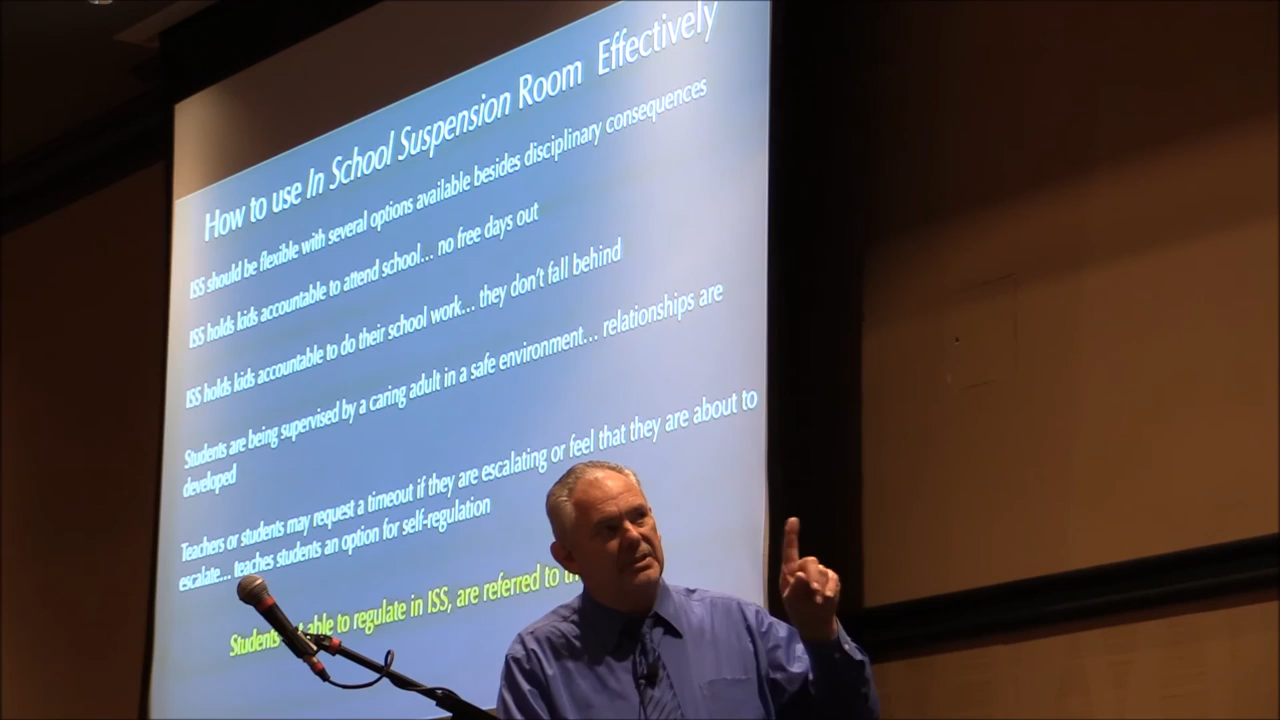 How to use In School Suspension Room Effectively
ISS should be flexible with several options available besides disciplinary consequences
ISS holds kids accountable to attend school... no free days out
ISS holds kids accountable to do their school work... they don't fall behind
Students are being supervised by a caring adult in a safe environment... relationships are
developed
Teachers or students may request a timeout if they are escalating or feel that they are about to
escalate... teaches students an option for self-regulation
Students able to regulate in ISS, are referred to